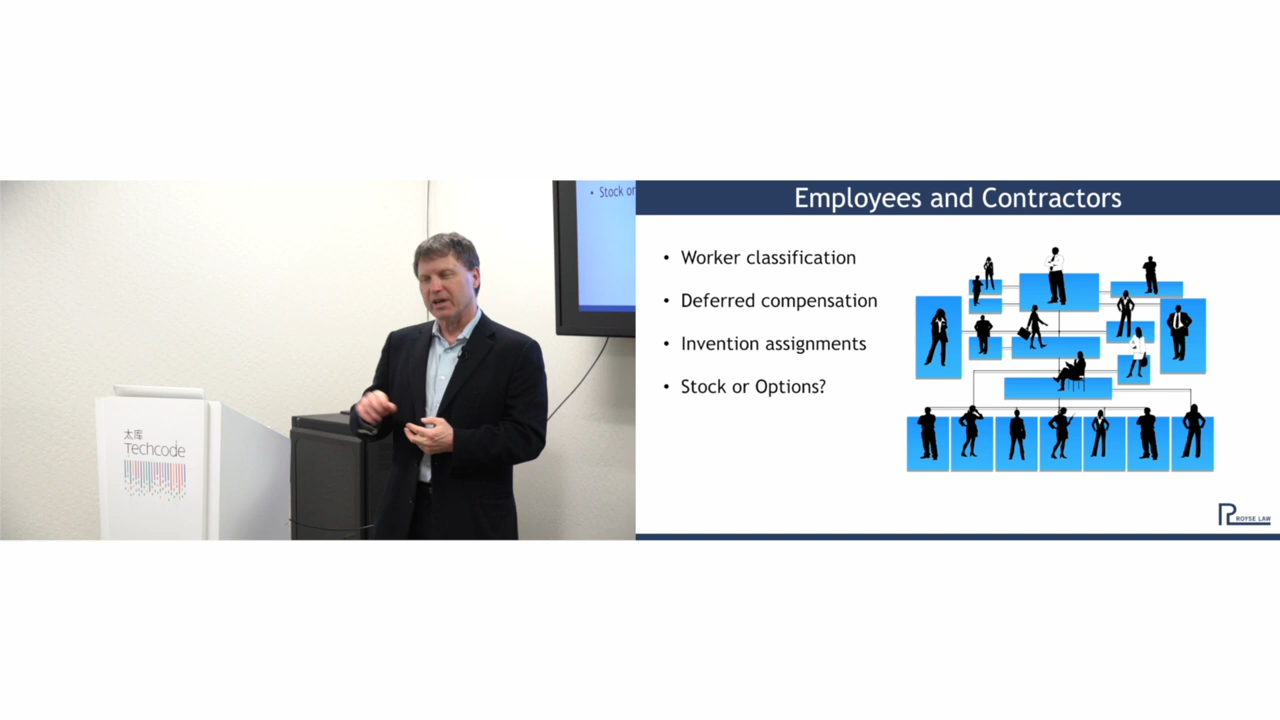 太库
Techcode
• Stock or
Employees and Contractors
• Worker classification
• Deferred compensation
• Invention assignments
• Stock or Options?
ROYSE LAW